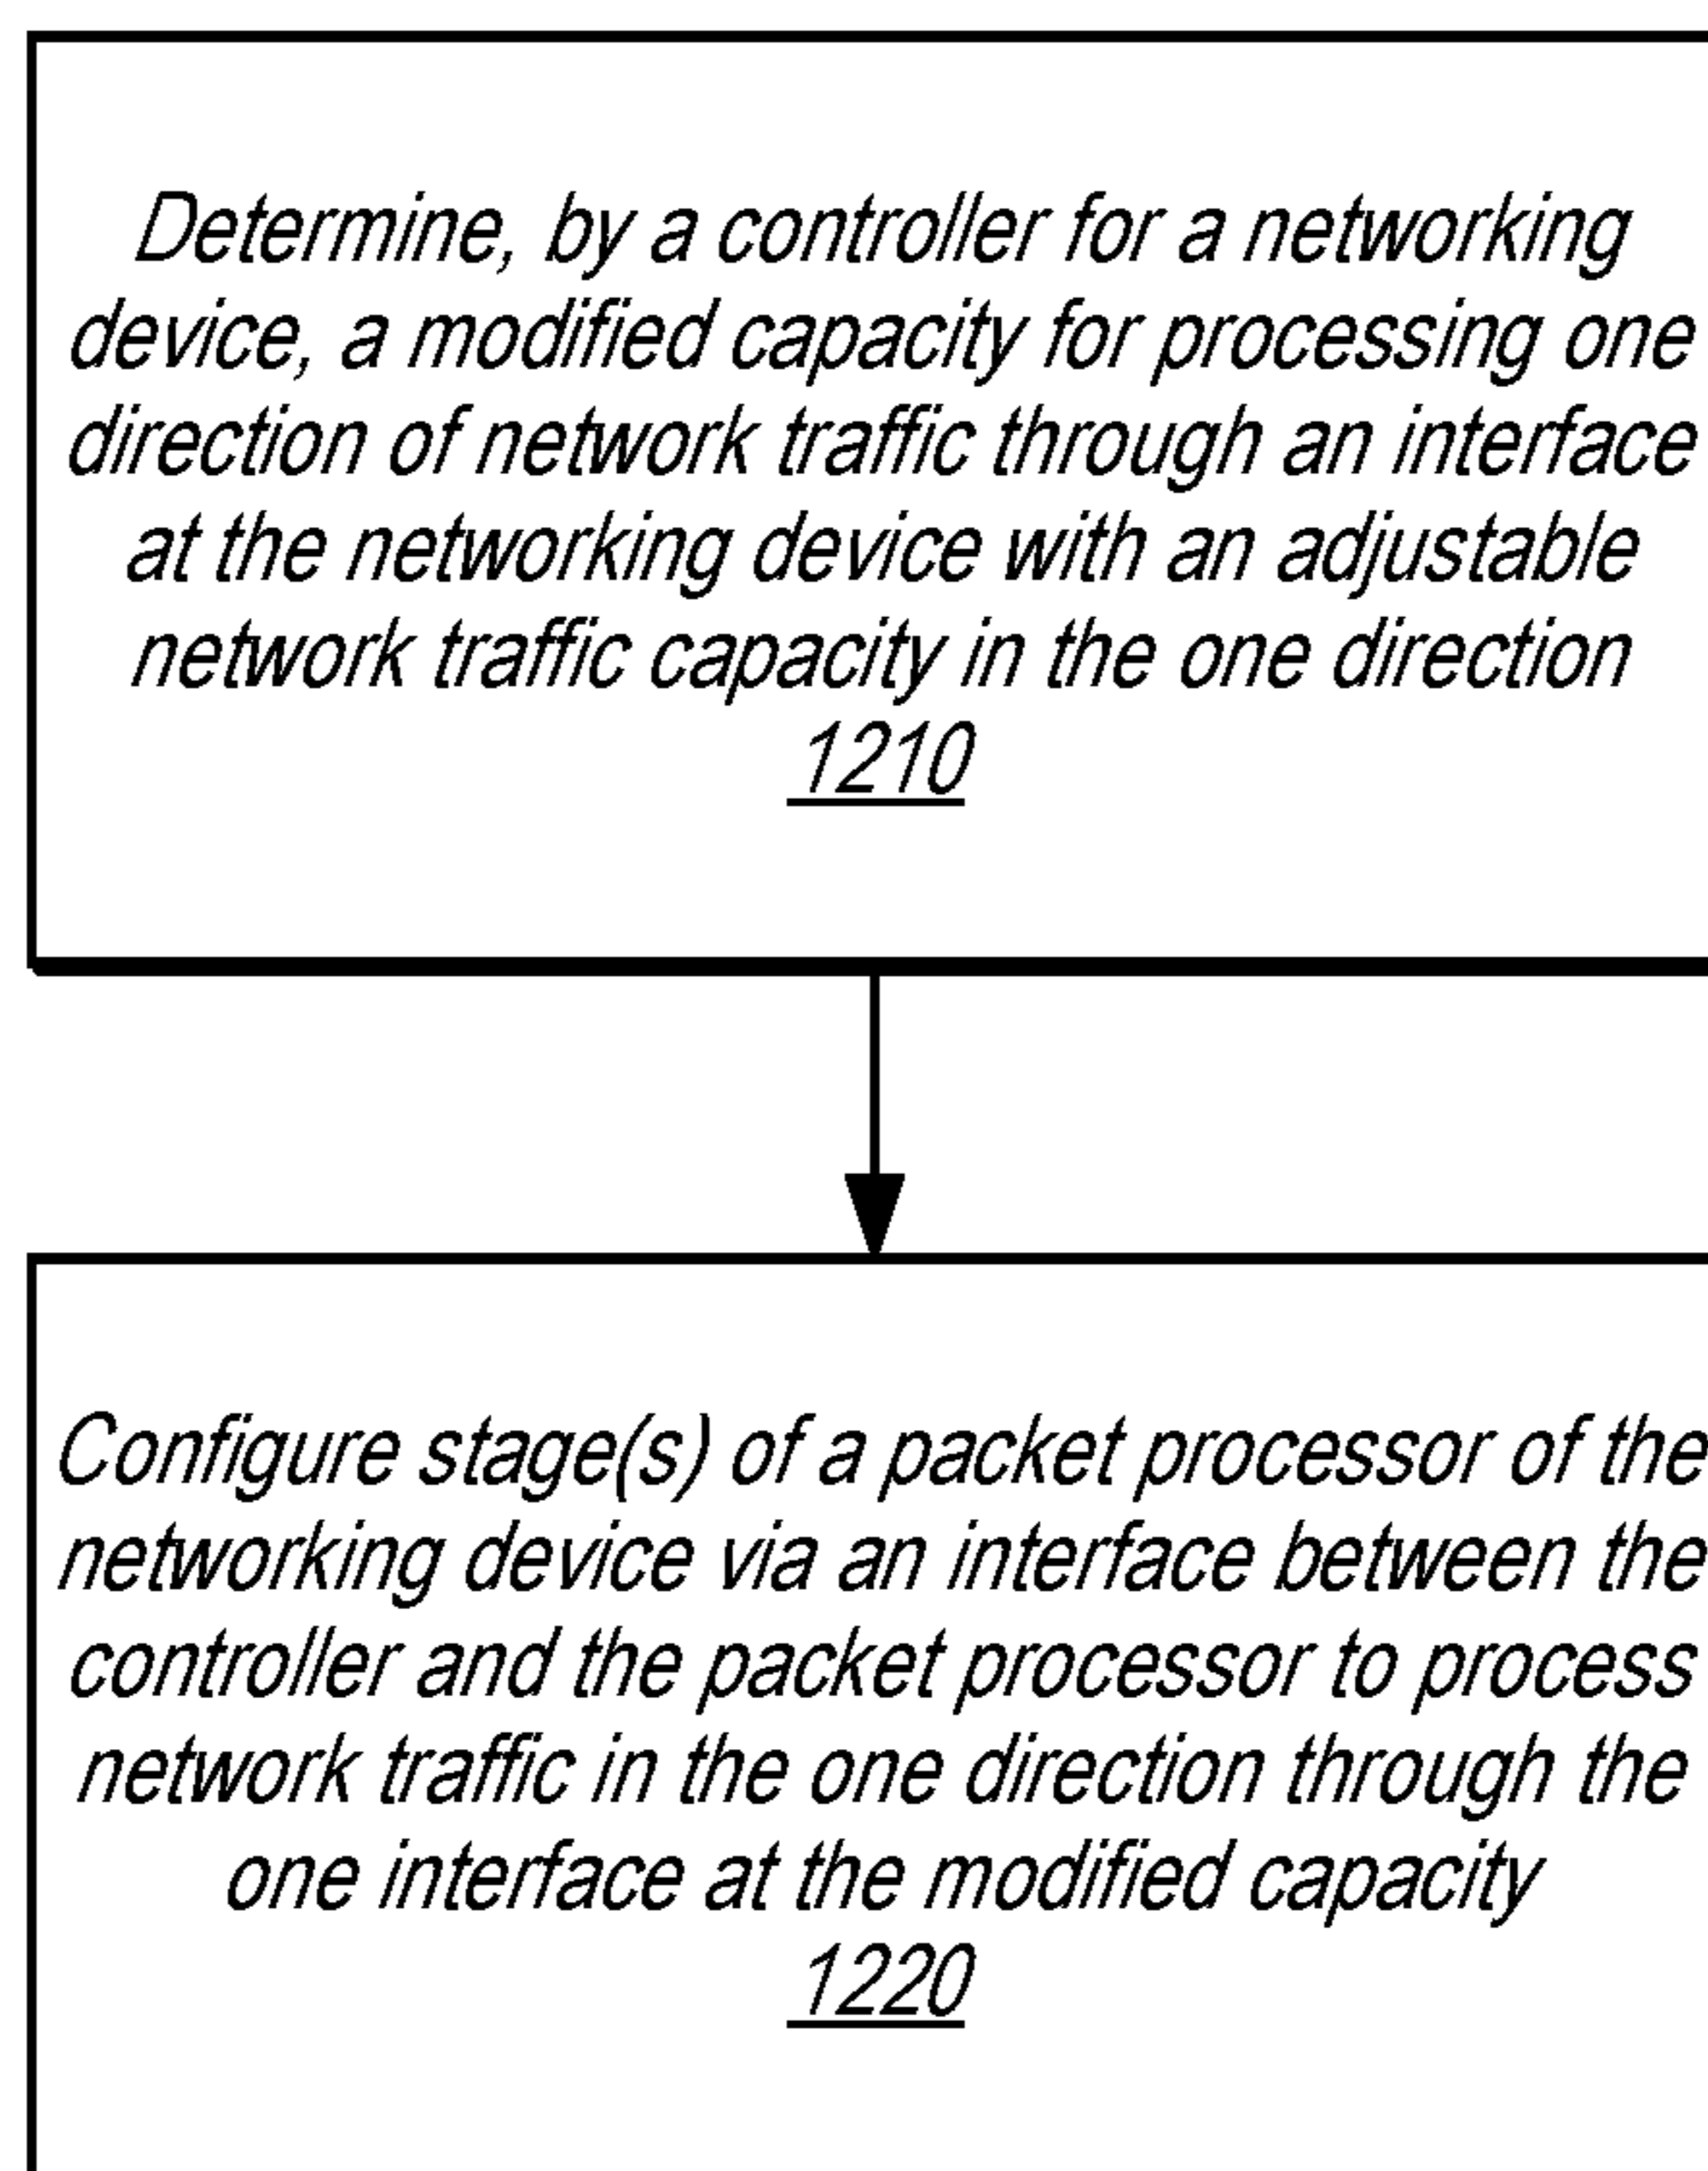 Determine, by a controller for a networking
device, a modified capacity for processing one
direction of network traffic through an interface
at the networking device with an adjustable
network traffic capacity in the one direction
1210
Configure stage(s) of a packet processor of the
networking device via an interface between the
controller and the packet processor to process
network traffic in the one direction through the
one interface at the modified capacity
1220